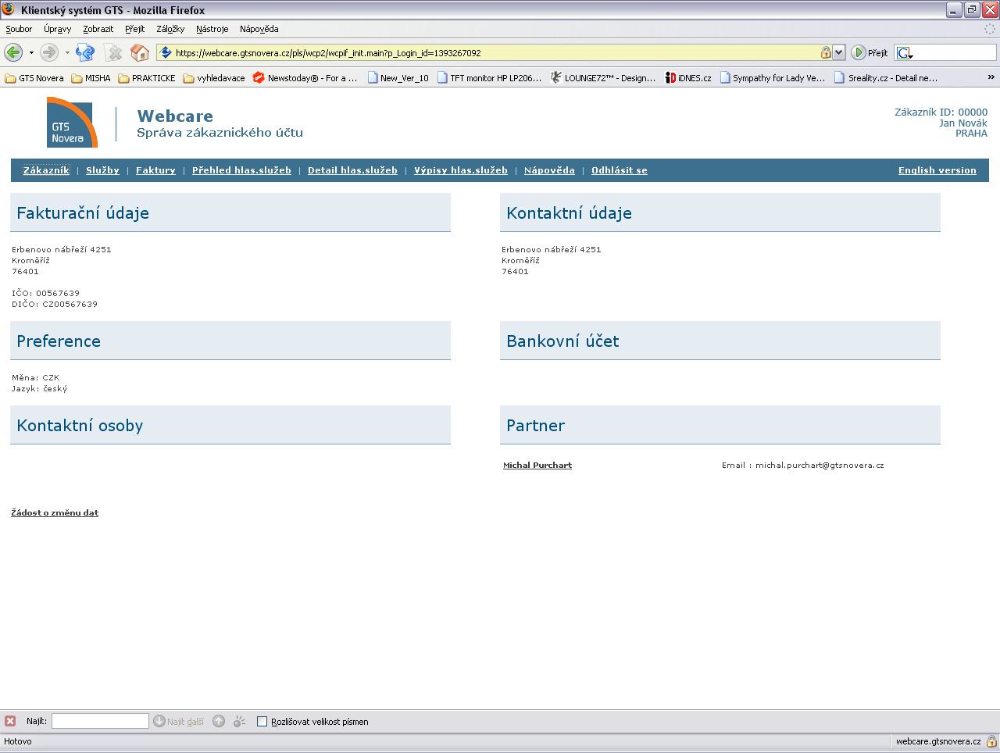 Klientský systém GTS - Mozilla Firefox
Soubor Úpravy Zobrazit Přejít Záložky Nástroje Nápověda
https://webcare.gtsnovera.cz/pls/wcp2/wcpif_init.main?p_Login_id=1393267092 Přejít G
GTS Novera MISHA PRAKTICKE vyhledavace Newstoday® - For a ... New_Ver_10 TFT monitor HP LP206... LOUNGE72™ - Design... iDNES.cz Sympathy for Lady Ve... Sreality.cz - Detail ne... »
GTS
Novera
Webcare
Správa zákaznického účtu
Zákazník ID: 00000
Jan Novák
PRAHA
Zákazník | Služby | Faktury | Přehled hlas.služeb | Detail hlas.služeb | Výpisy hlas.služeb | Nápověda | Odhlásit se English version
Fakturační údaje
Erbenovo nábřeží 4251
Kroměříž
76401
IČO: 00567639
DIČO: CZ00567639
Kontaktní údaje
Erbenovo nábřeží 4251
Kroměříž
76401
Preference
Měna: CZK
Jazyk: český
Bankovní účet
Kontaktní osoby
Partner
Michal Purchart Email : michal.purchart@gtsnovera.cz
Žádost o změnu dat
Najít: Najít další Rozlišovat velikost písmen
Hotovo webcare.gtsnovera.cz